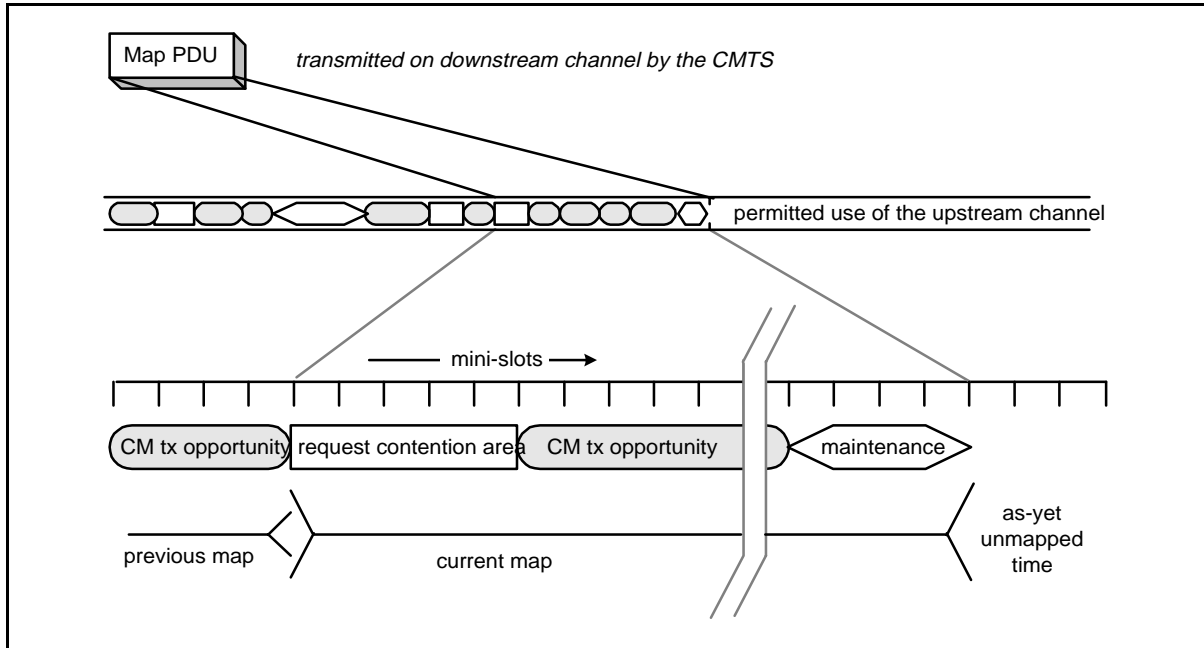 Map PDU
transmitted on downstream channel by the CMTS
permitted use of the upstream channel
mini-slots
CM tx opportunity
request contention area
CM tx opportunity
maintenance
previous map
current map
as-yet
unmapped
time